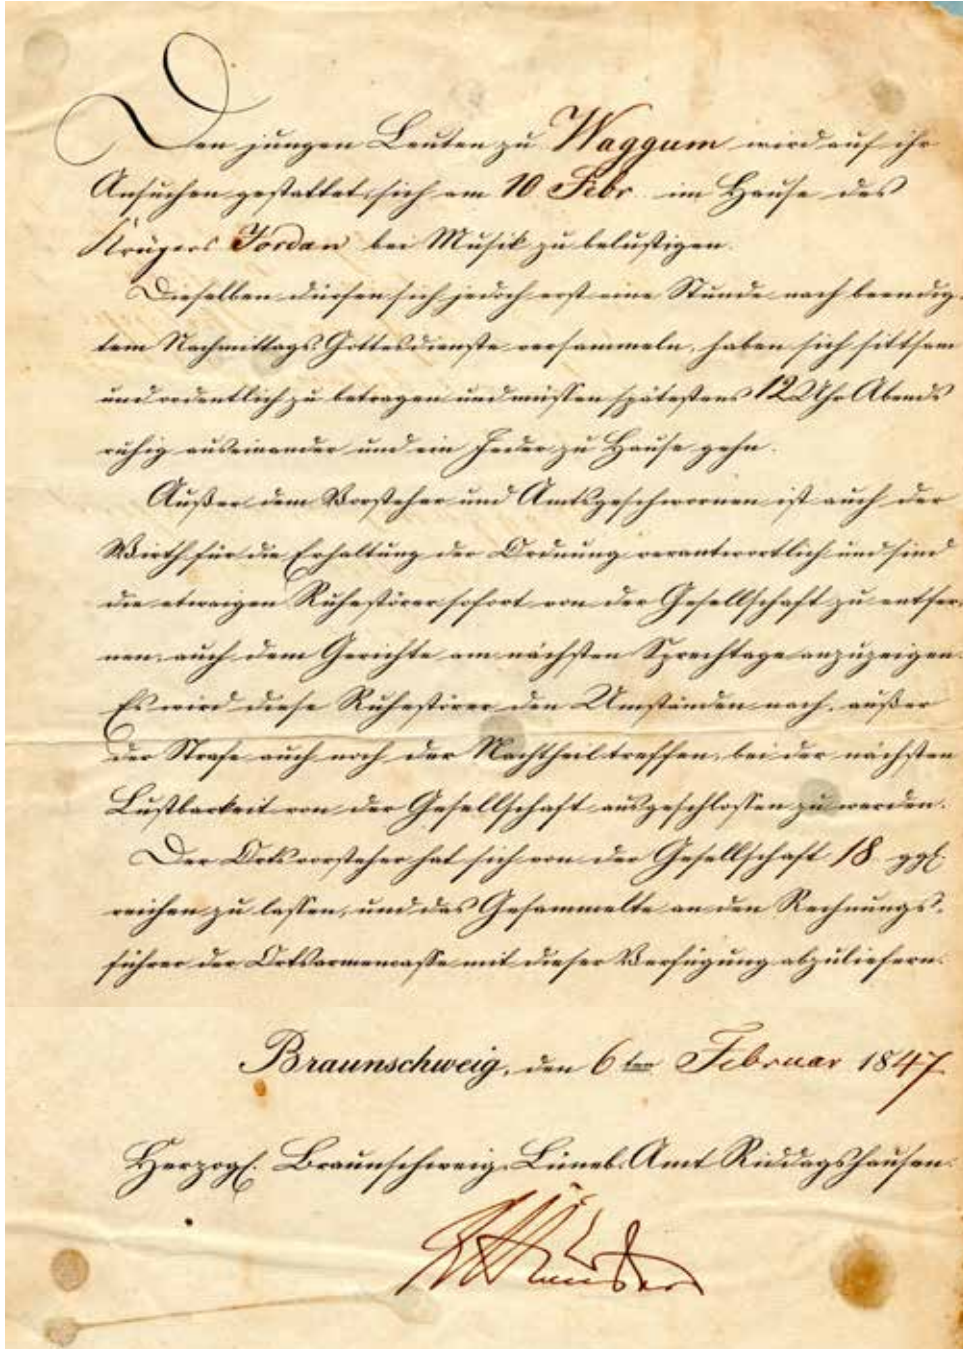 Den jungen Leuten zu Waggum wird auf ihr
Ansuchen gestattet, sich am 10 Febr. im Hause des
Krügers Jordan bei Musik zu belustigen.
Dieselben dürfen sich jedoch erst eine Stunde nach beendig-
tem Nachmittags-Gottesdienste versammeln, haben sich sittsam
und ordentlich zu betragen und müssen spätestens 12 Uhr Abends
ruhig auseinander und ein Jeder zu Hause gehn.
Außer dem Vorsteher und Amtsgeschwornen ist auch der
Wirth für die Erhaltung der Ordnung verantwortlich und sind
die etwaigen Ruhestörer sofort von der Gesellschaft zu entfer-
nen, auch dem Gerichte am nächsten Sprechtage anzuzeigen.
Es wird diese Ruhestörer den Umständen nach, außer
der Strafe auch noch der Nachtheil treffen, bei der nächsten
Lustbarkeit von der Gesellschaft ausgeschlossen zu werden.
Der Ortsvorsteher hat sich von der Gesellschaft 18 ggl.
reichen zu lassen, und das Gesammelte an den Rechnungs-
führer der Ortsarmencasse mit dieser Verfügung abzuliefern.
Braunschweig, den 6ten Februar 1847
Herzogl. Braunschweig. Lüneb. Amt Riddagshausen.